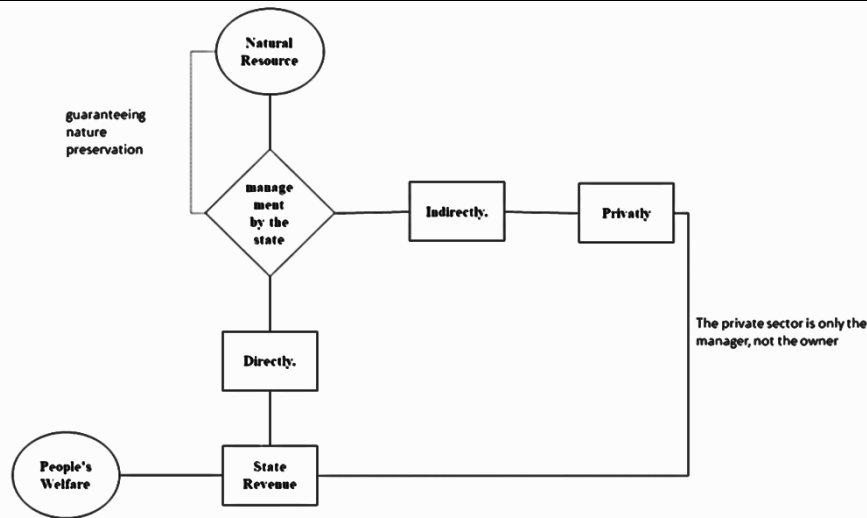 Natural
Resource
guaranteeing
nature
preservation
manage
ment
by the
state
Indirectly.
Privatly
The private sector is only the
manager, not the owner
Directly.
People's
Welfare
State
Revenue